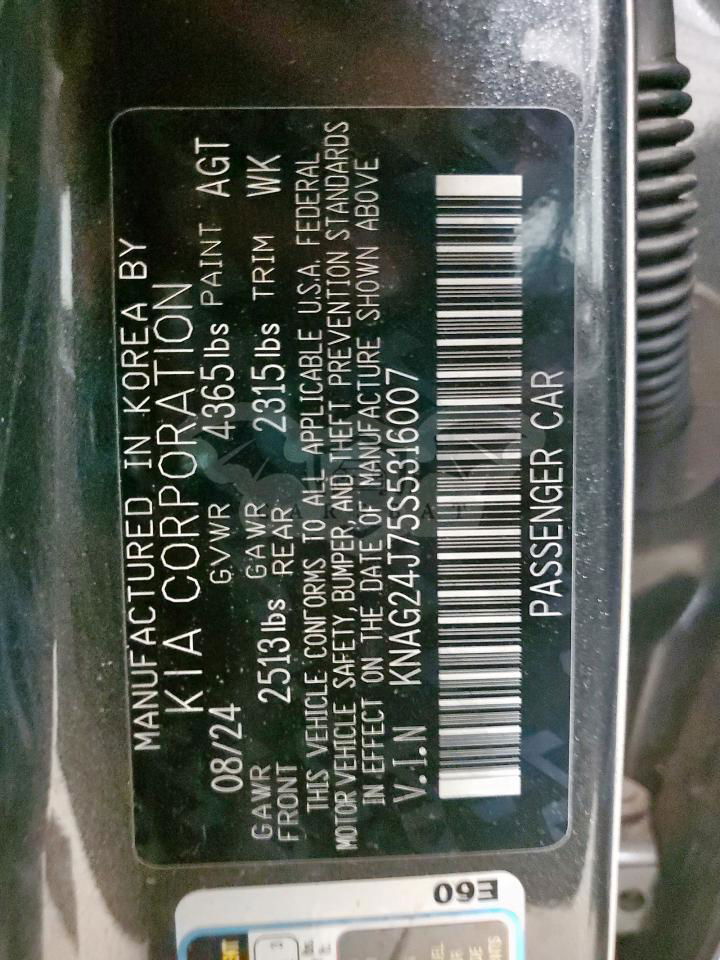 MANUFACTURED IN KOREA BY
KIA CORPORATION
08/24 GVWR 4365lbs PAINT AGT
GAWR FRONT 2513lbs GAWR REAR 2315lbs TRIM WK
THIS VEHICLE CONFORMS TO ALL APPLICABLE U.S.A. FEDERAL
MOTOR VEHICLE SAFETY, BUMPER, AND THEFT PREVENTION STANDARDS
IN EFFECT ON THE DATE OF MANUFACTURE SHOWN ABOVE
V.I.N KNAG24J75S5316007
PASSENGER CAR
E60